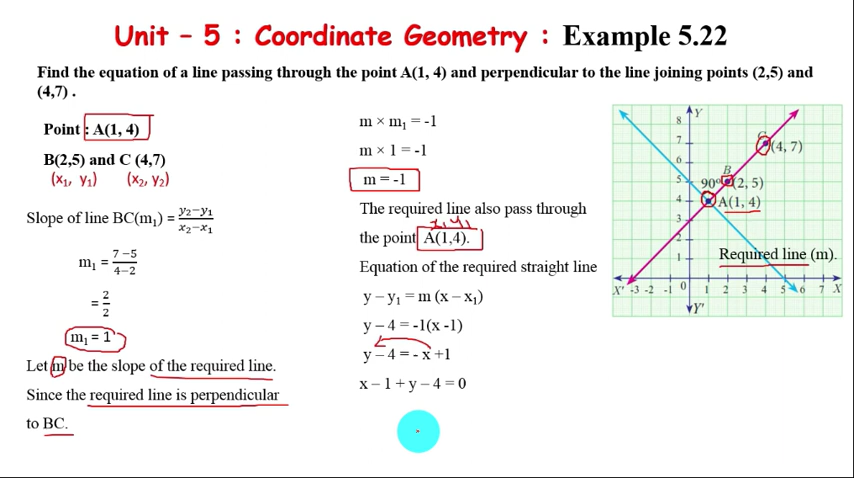 Unit – 5 : Coordinate Geometry : Example 5.22
Find the equation of a line passing through the point A(1, 4) and perpendicular to the line joining points (2,5) and
(4,7) .
Point : A(1, 4)
B(2,5) and C (4,7)
(x₁, y₁) (x₂, y₂)
Slope of line BC(m₁) = y₂−y₁/x₂−x₁
m₁ = 7 −5/4−2
= 2/2
m₁ = 1
Let m be the slope of the required line.
Since the required line is perpendicular
to BC.
m × m₁ = -1
m × 1 = -1
m = -1
The required line also pass through
x₁ y₁
the point A(1,4).
Equation of the required straight line
y – y₁ = m (x – x₁)
y – 4 = -1(x -1)
y – 4 = - x +1
x – 1 + y – 4 = 0
Y
8
7
C (4, 7)
6
B
5 90° (2, 5)
4 A(1, 4)
3
2
1 Required line (m).
X' -3 -2 -1 0 1 2 3 4 5 6 7 X
Y'